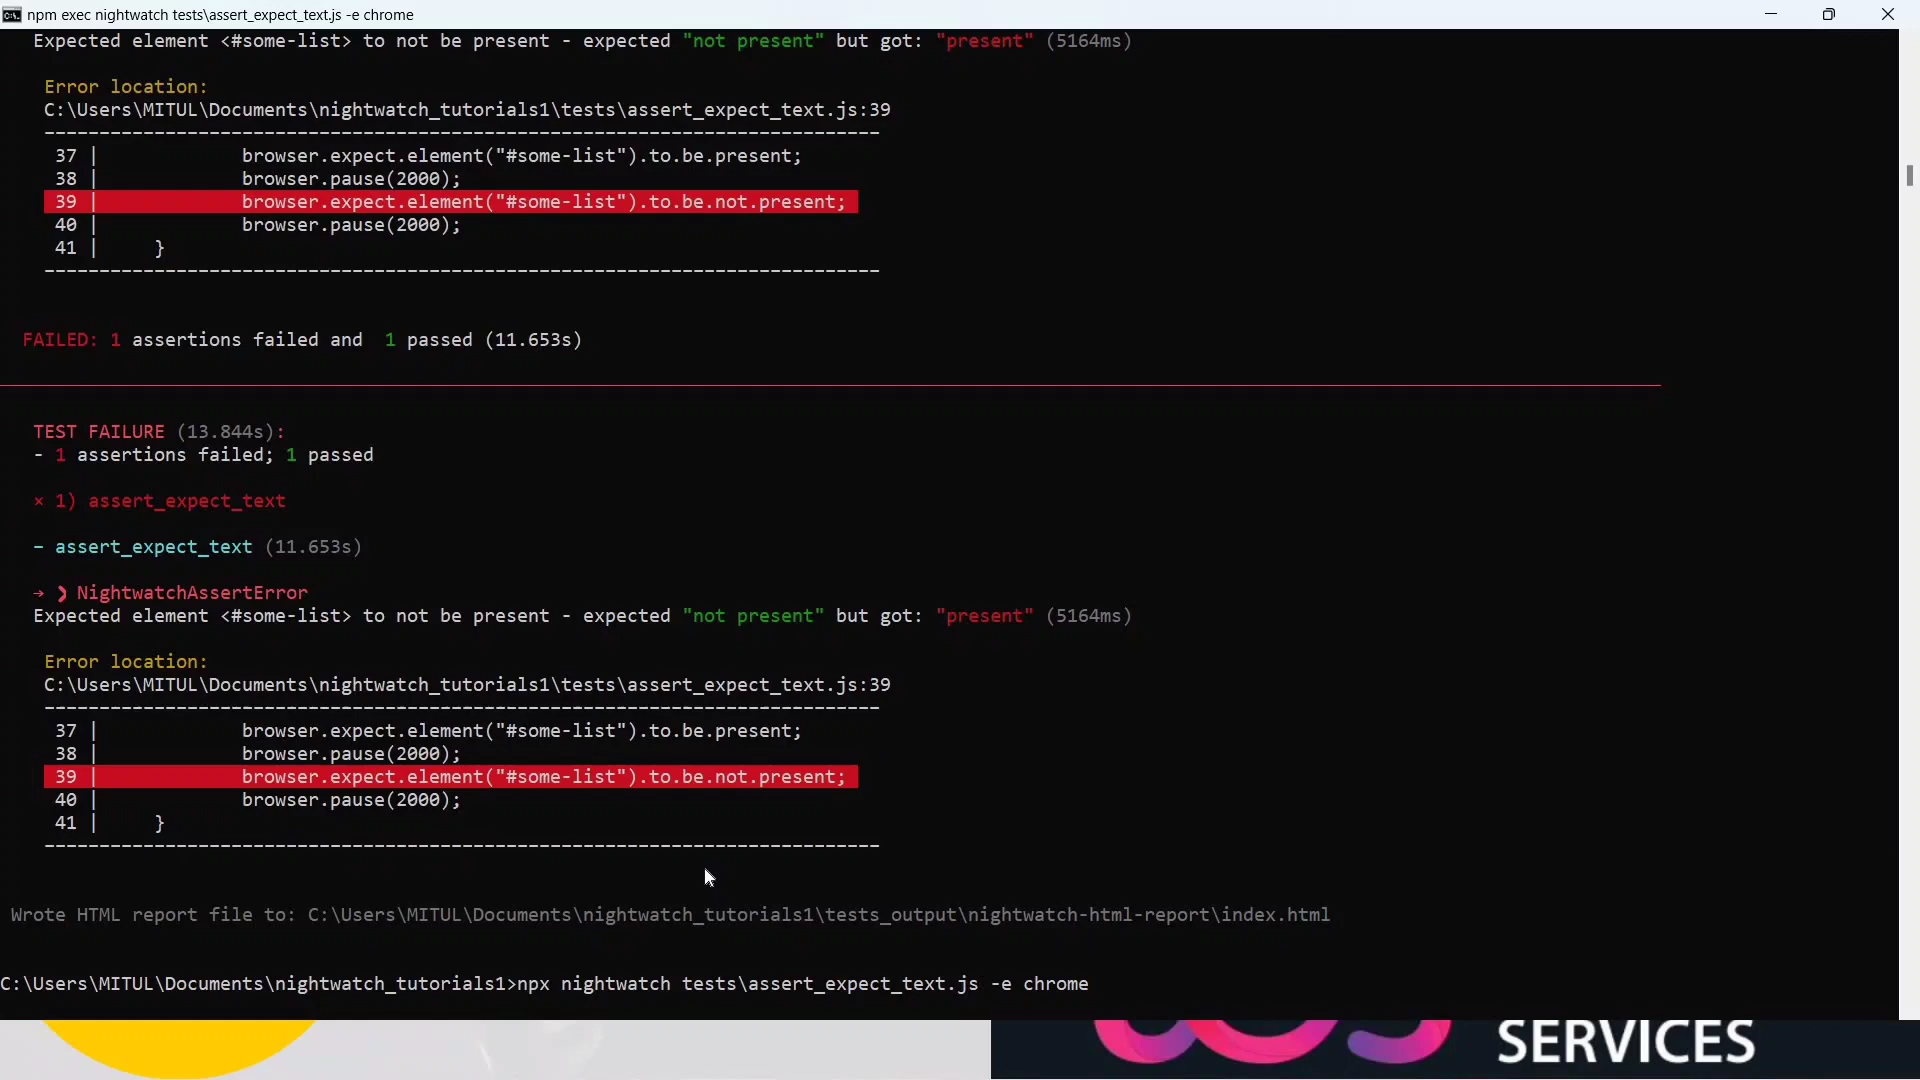 npm exec nightwatch tests\assert_expect_text.js -e chrome
Expected element <#some-list> to not be present - expected "not present" but got: "present" (5164ms)
Error location:
C:\Users\MITUL\Documents\nightwatch_tutorials1\tests\assert_expect_text.js:39
-----------------------------------------------------------------------------
37 | browser.expect.element("#some-list").to.be.present;
38 | browser.pause(2000);
39 | browser.expect.element("#some-list").to.be.not.present;
40 | browser.pause(2000);
41 | }
-----------------------------------------------------------------------------
FAILED: 1 assertions failed and 1 passed (11.653s)
TEST FAILURE (13.844s):
- 1 assertions failed; 1 passed
× 1) assert_expect_text
– assert_expect_text (11.653s)
→ ❯ NightwatchAssertError
Expected element <#some-list> to not be present - expected "not present" but got: "present" (5164ms)
Error location:
C:\Users\MITUL\Documents\nightwatch_tutorials1\tests\assert_expect_text.js:39
-----------------------------------------------------------------------------
37 | browser.expect.element("#some-list").to.be.present;
38 | browser.pause(2000);
39 | browser.expect.element("#some-list").to.be.not.present;
40 | browser.pause(2000);
41 | }
-----------------------------------------------------------------------------
Wrote HTML report file to: C:\Users\MITUL\Documents\nightwatch_tutorials1\tests_output\nightwatch-html-report\index.html
C:\Users\MITUL\Documents\nightwatch_tutorials1>npx nightwatch tests\assert_expect_text.js -e chrome
SERVICES